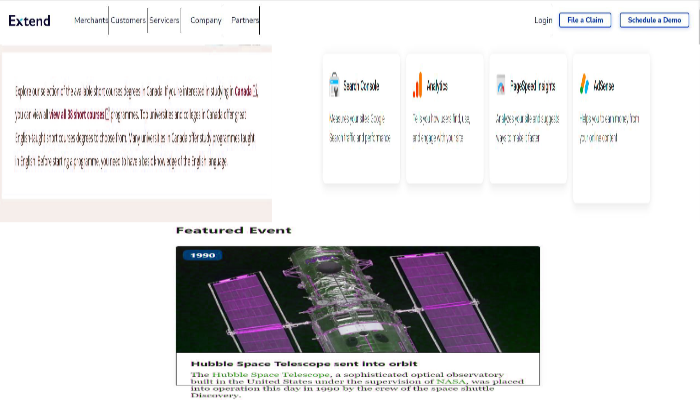 Extend
Merchants Customers Servicers Company Partners
Login File a Claim Schedule a Demo
Explore our selection of the available short courses degrees in Canada. If you're interested in studying in Canada,
you can view all view all 38 short courses programmes. Top universities and colleges in Canada offer great
English-taught short courses degrees to choose from. Many universities in Canada offer study programmes taught
in English. Before starting a programme, you need to have a basic knowledge of the English language.
Search Console
Measures your site's Google
Search traffic and performance
Analytics
Tells you how users find, use,
and engage with your site
PageSpeed Insights
Analyzes your site and suggests
ways to make it faster
AdSense
Helps you to earn money, from
your online content
Featured Event
1990
Hubble Space Telescope sent into orbit
The Hubble Space Telescope, a sophisticated optical observatory
built in the United States under the supervision of NASA, was placed
into operation this day in 1990 by the crew of the space shuttle
Discovery.